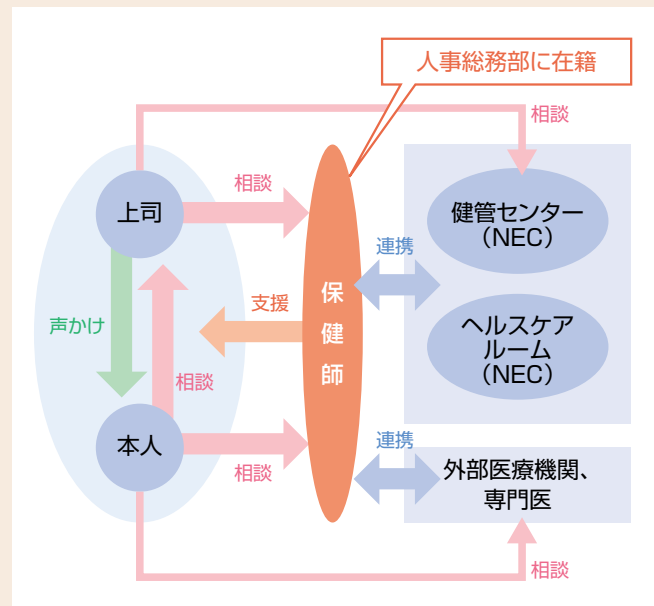 人事総務部に在籍
相談
相談
上司
健管センター
（NEC）
連携
保健師
支援
声かけ
ヘルスケア
ルーム
（NEC）
相談
本人
連携
相談
外部医療機関、
専門医
相談